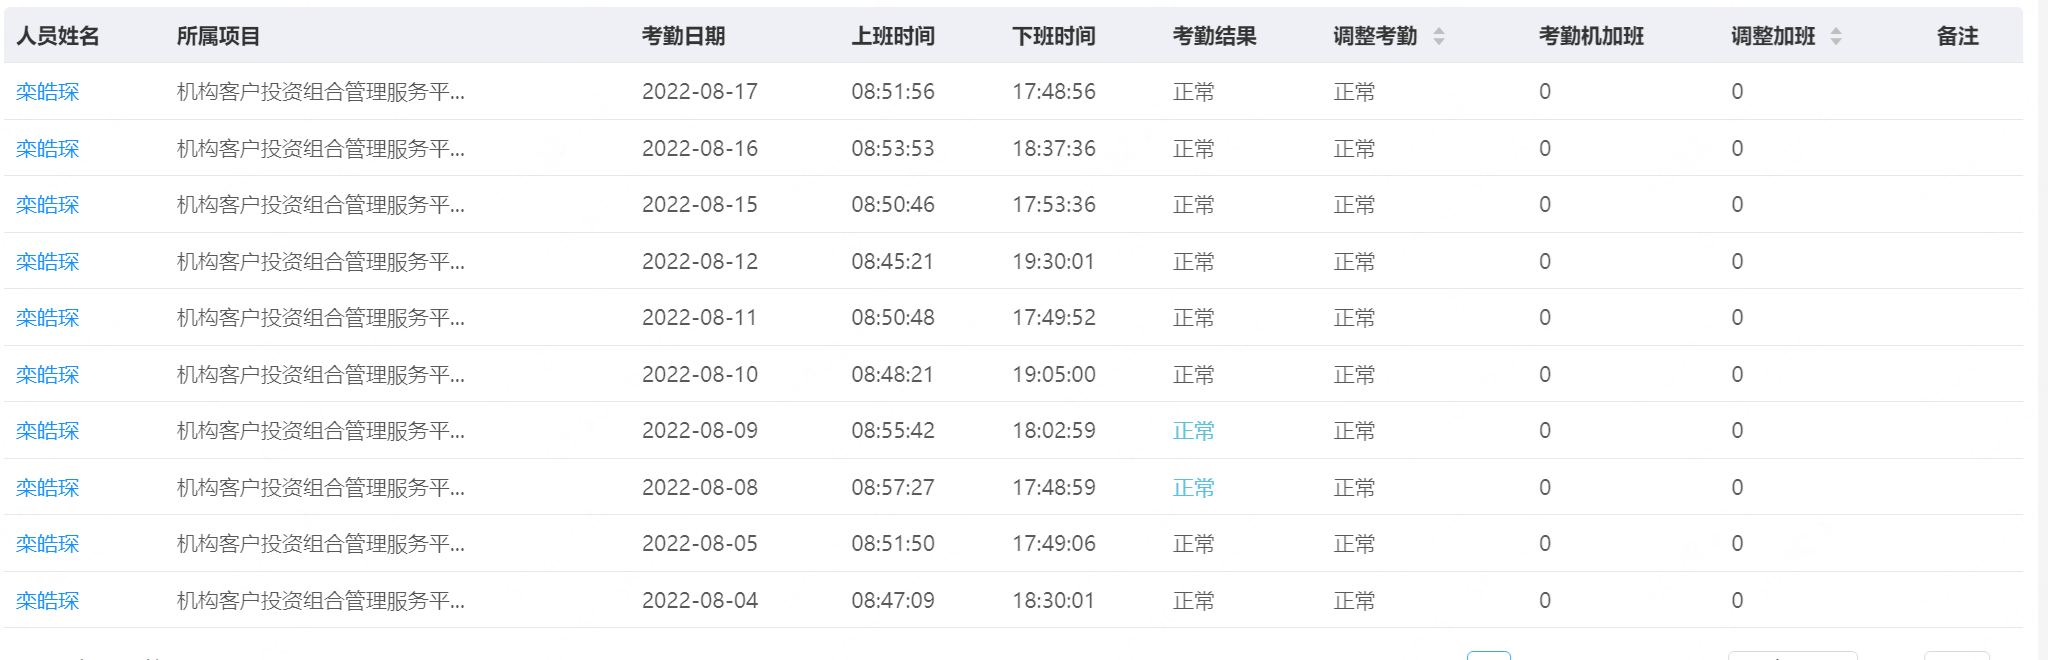 人员姓名 所属项目 考勤日期 上班时间 下班时间 考勤结果 调整考勤 考勤机加班 调整加班 备注
栾皓琛 机构客户投资组合管理服务平... 2022-08-17 08:51:56 17:48:56 正常 正常 0 0
栾皓琛 机构客户投资组合管理服务平... 2022-08-16 08:53:53 18:37:36 正常 正常 0 0
栾皓琛 机构客户投资组合管理服务平... 2022-08-15 08:50:46 17:53:36 正常 正常 0 0
栾皓琛 机构客户投资组合管理服务平... 2022-08-12 08:45:21 19:30:01 正常 正常 0 0
栾皓琛 机构客户投资组合管理服务平... 2022-08-11 08:50:48 17:49:52 正常 正常 0 0
栾皓琛 机构客户投资组合管理服务平... 2022-08-10 08:48:21 19:05:00 正常 正常 0 0
栾皓琛 机构客户投资组合管理服务平... 2022-08-09 08:55:42 18:02:59 正常 正常 0 0
栾皓琛 机构客户投资组合管理服务平... 2022-08-08 08:57:27 17:48:59 正常 正常 0 0
栾皓琛 机构客户投资组合管理服务平... 2022-08-05 08:51:50 17:49:06 正常 正常 0 0
栾皓琛 机构客户投资组合管理服务平... 2022-08-04 08:47:09 18:30:01 正常 正常 0 0